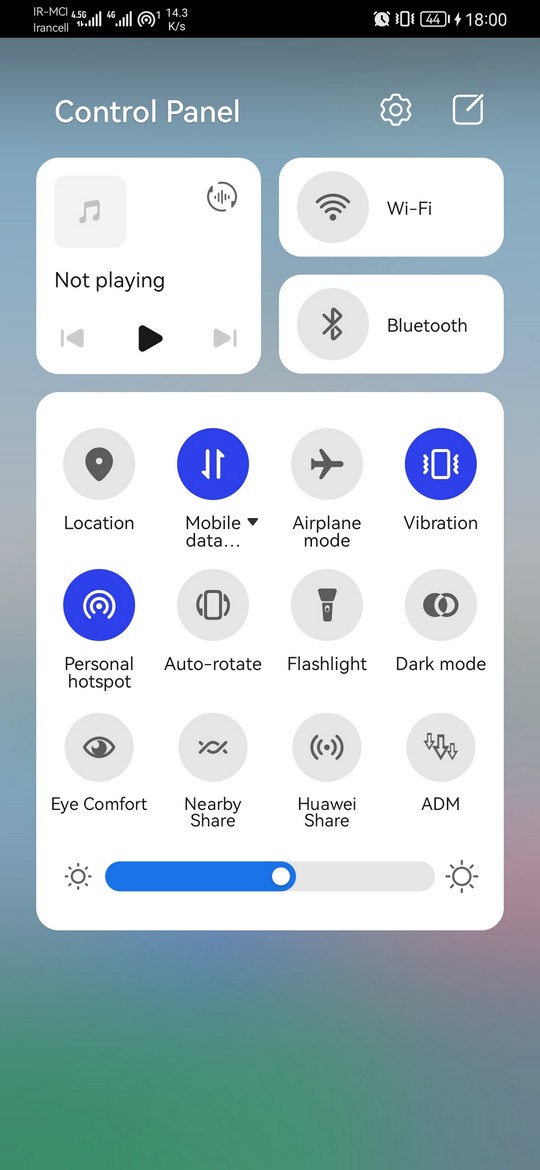 IR-MCI 4.5G 4G 1 14.3
Irancell K/s
44 18:00
Control Panel
Wi-Fi
Not playing
Bluetooth
Location
Mobile
data...
Airplane
mode
Vibration
Personal
hotspot
Auto-rotate
Flashlight
Dark mode
Eye Comfort
Nearby
Share
Huawei
Share
ADM